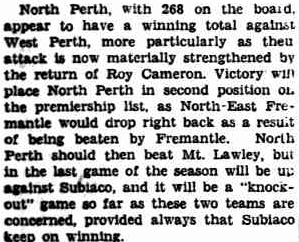 North Perth, with 268 on the board,
appear to have a winning total against
West Perth, more particularly as theu
attack is now materially strengthened by
the return of Roy Cameron. Victory will
place North Perth in second position on
the premiership list, as North-East Fre-
mantle would drop right back as a result
of being beaten by Fremantle. North
Perth should then beat Mt. Lawley, but
in the last game of the season will be up
against Subiaco, and it will be a "knock-
out" game so far as these two teams are
concerned, provided always that Subiaco
keep on winning.